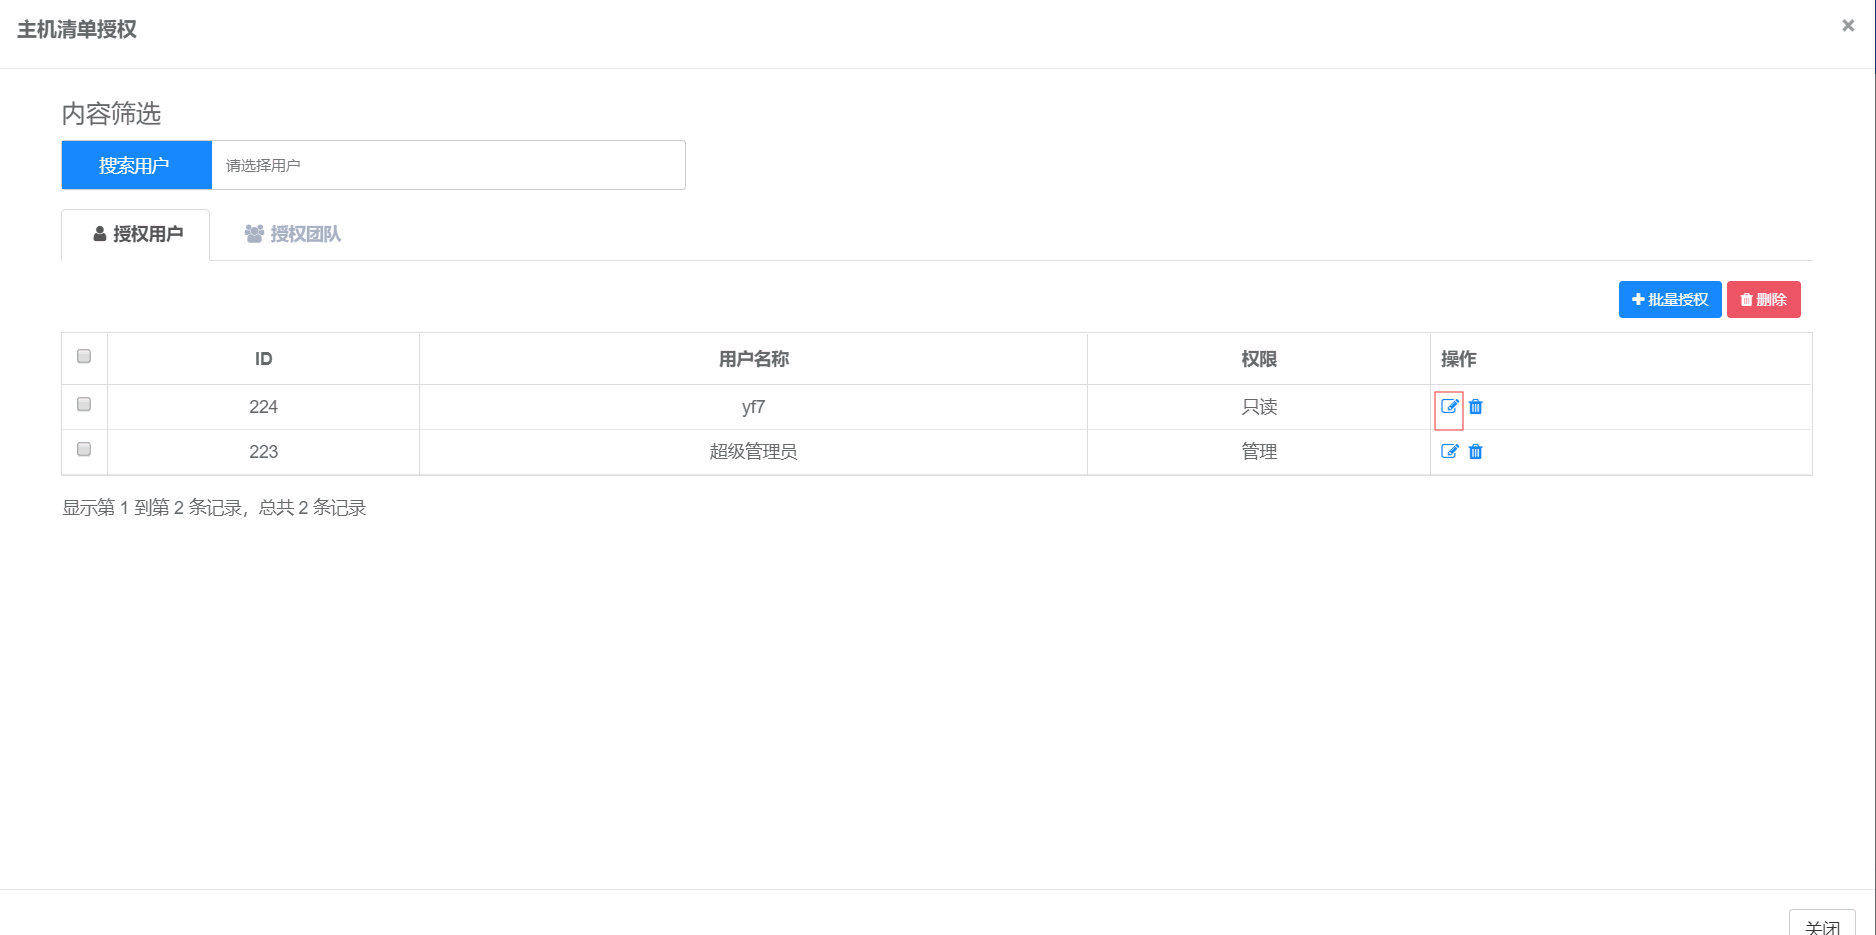 主机清单授权
×
内容筛选
搜索用户 请选择用户
授权用户 授权团队
批量授权 删除
ID 用户名称 权限 操作
224 yf7 只读
223 超级管理员 管理
显示第 1 到第 2 条记录，总共 2 条记录
关闭